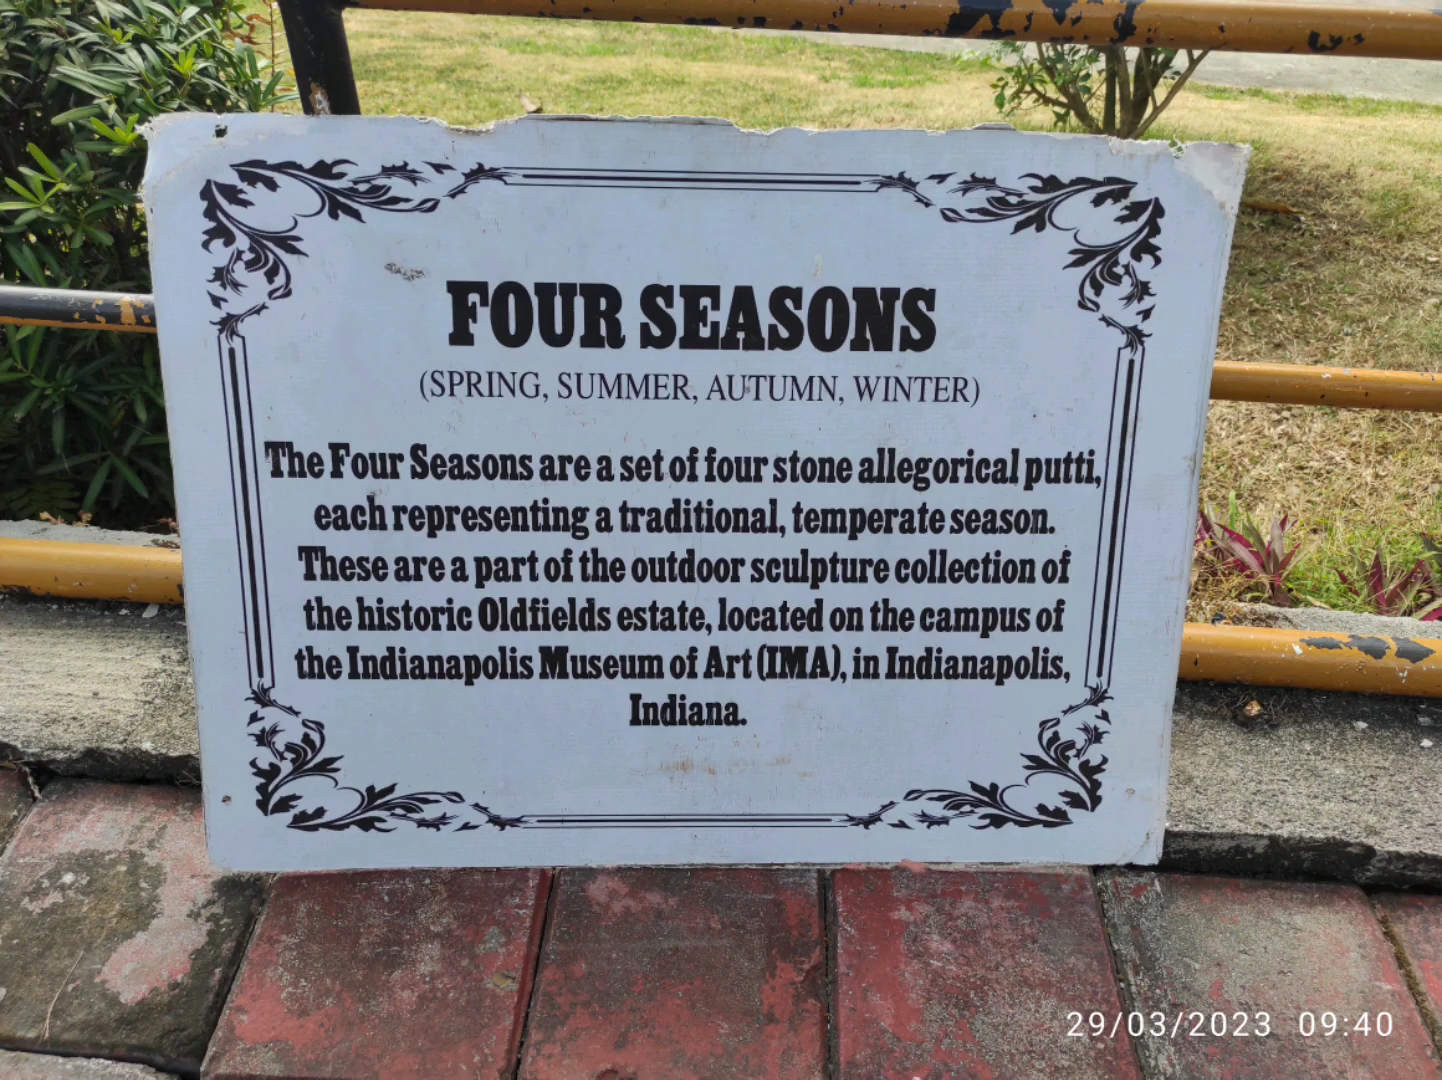 FOUR SEASONS
(SPRING, SUMMER, AUTUMN, WINTER)
The Four Seasons are a set of four stone allegorical putti,
each representing a traditional, temperate season.
These are a part of the outdoor sculpture collection of
the historic Oldfields estate, located on the campus of
the Indianapolis Museum of Art (IMA), in Indianapolis,
Indiana.
29/03/2023 09:40